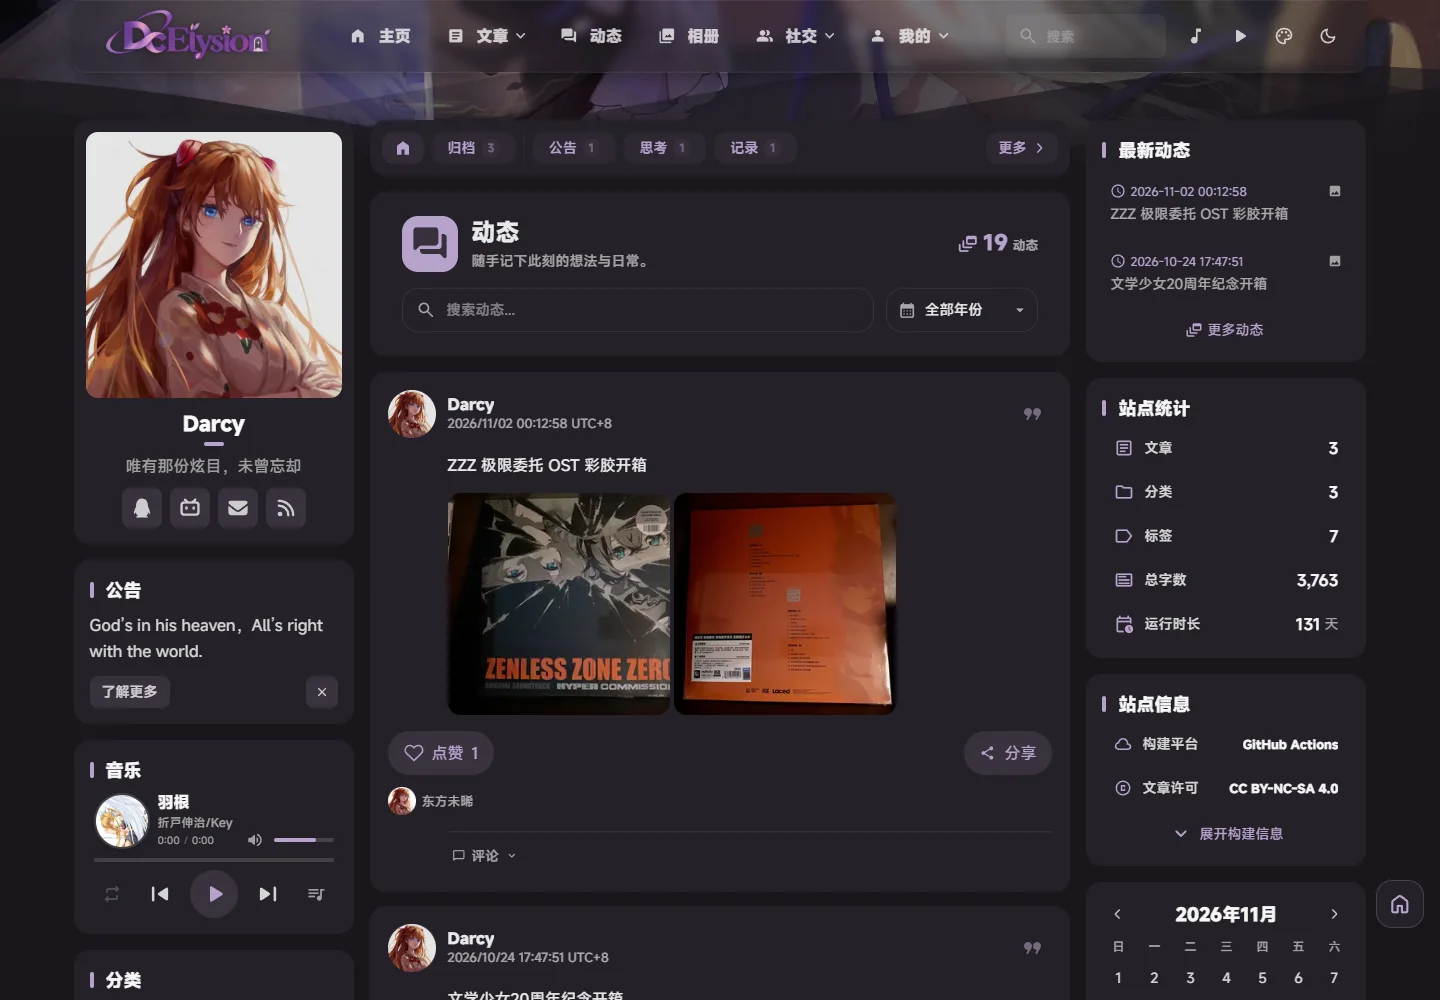 DcElysion
主页
文章
动态
相册
社交
我的
搜索
Darcy
唯有那份炫目，未曾忘却
公告
God's in his heaven，All's right
with the world.
了解更多
音乐
羽根
折戸伸治/Key
0:00 / 0:00
分类
归档 3
公告 1
思考 1
记录 1
更多
动态
随手记下此刻的想法与日常。
19 动态
搜索动态...
全部年份
Darcy
2026/11/02 00:12:58 UTC+8
ZZZ 极限委托 OST 彩胶开箱
ZENLESS ZONE ZERO
ORIGINAL SOUNDTRACK HYPER COMMISSION
Laced
点赞 1
分享
东方未晞
评论
Darcy
2026/10/24 17:47:51 UTC+8
文学少女20周年纪念开箱
最新动态
2026-11-02 00:12:58
ZZZ 极限委托 OST 彩胶开箱
2026-10-24 17:47:51
文学少女20周年纪念开箱
更多动态
站点统计
文章 3
分类 3
标签 7
总字数 3,763
运行时长 131 天
站点信息
构建平台 GitHub Actions
文章许可 CC BY-NC-SA 4.0
展开构建信息
2026年11月
日 一 二 三 四 五 六
1 2 3 4 5 6 7